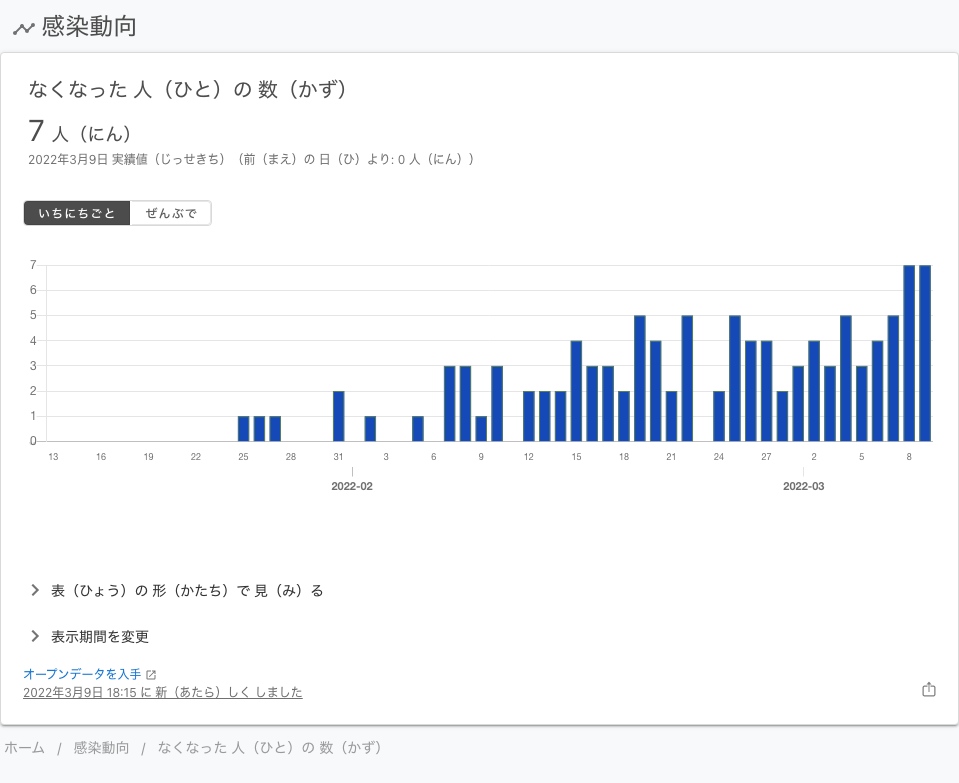 感染動向
なくなった 人（ひと）の 数（かず）
7 人（にん）
2022年3月9日 実績値（じっせきち）（前（まえ）の 日（ひ）より: 0 人（にん））
いちにちごと ぜんぶで
7
6
5
4
3
2
1
0
13 16 19 22 25 28 31 3 6 9 12 15 18 21 24 27 2 5 8
2022-02 2022-03
表（ひょう）の 形（かたち）で 見（み）る
表示期間を変更
オープンデータを入手
2022年3月9日 18:15 に 新（あたら）しく しました
ホーム / 感染動向 / なくなった 人（ひと）の 数（かず）